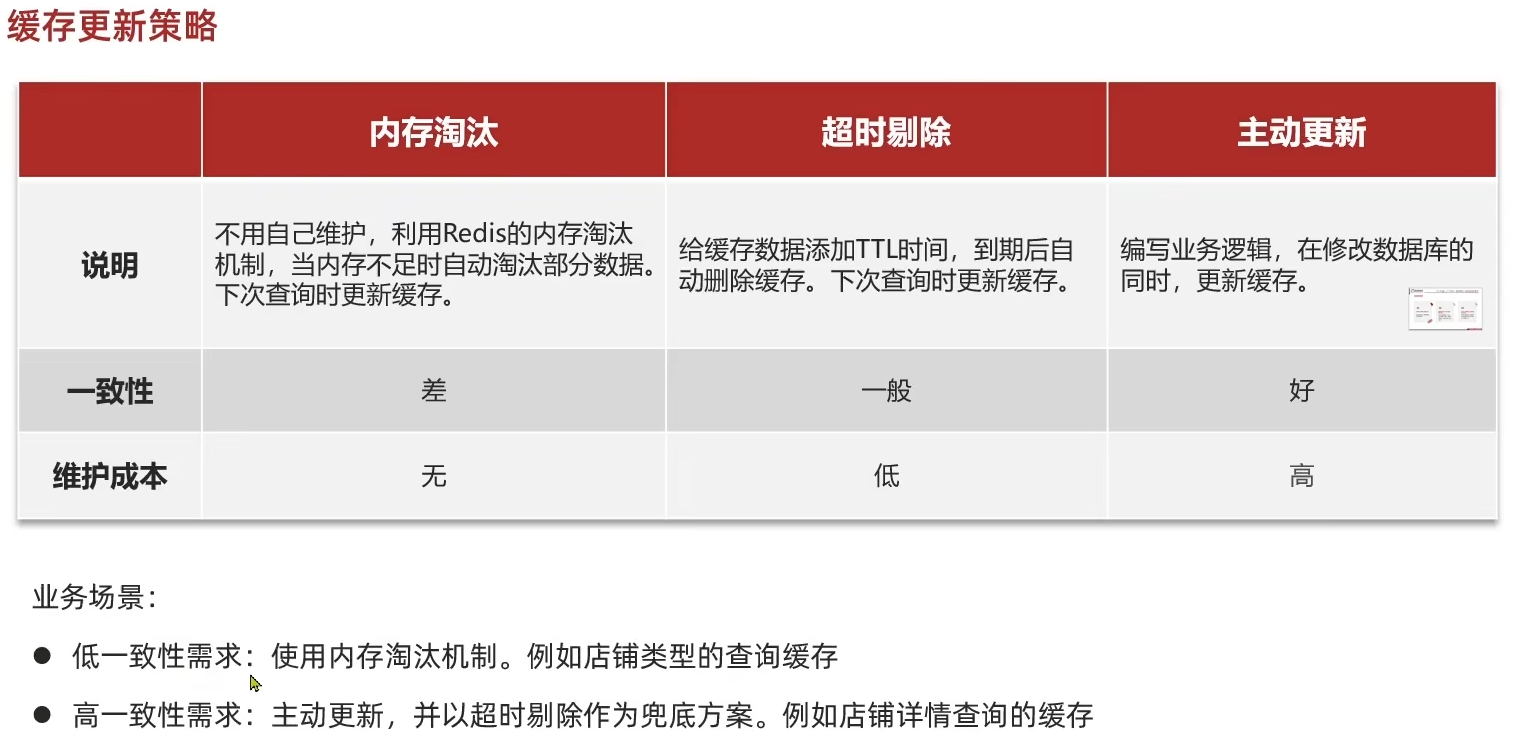 缓存更新策略
内存淘汰
超时剔除
主动更新
说明
不用自己维护，利用Redis的内存淘汰
机制，当内存不足时自动淘汰部分数据。
下次查询时更新缓存。
给缓存数据添加TTL时间，到期后自
动删除缓存。下次查询时更新缓存。
编写业务逻辑，在修改数据库的
同时，更新缓存。
一致性
差
一般
好
维护成本
无
低
高
业务场景：
● 低一致性需求：使用内存淘汰机制。例如店铺类型的查询缓存
● 高一致性需求：主动更新，并以超时剔除作为兜底方案。例如店铺详情查询的缓存